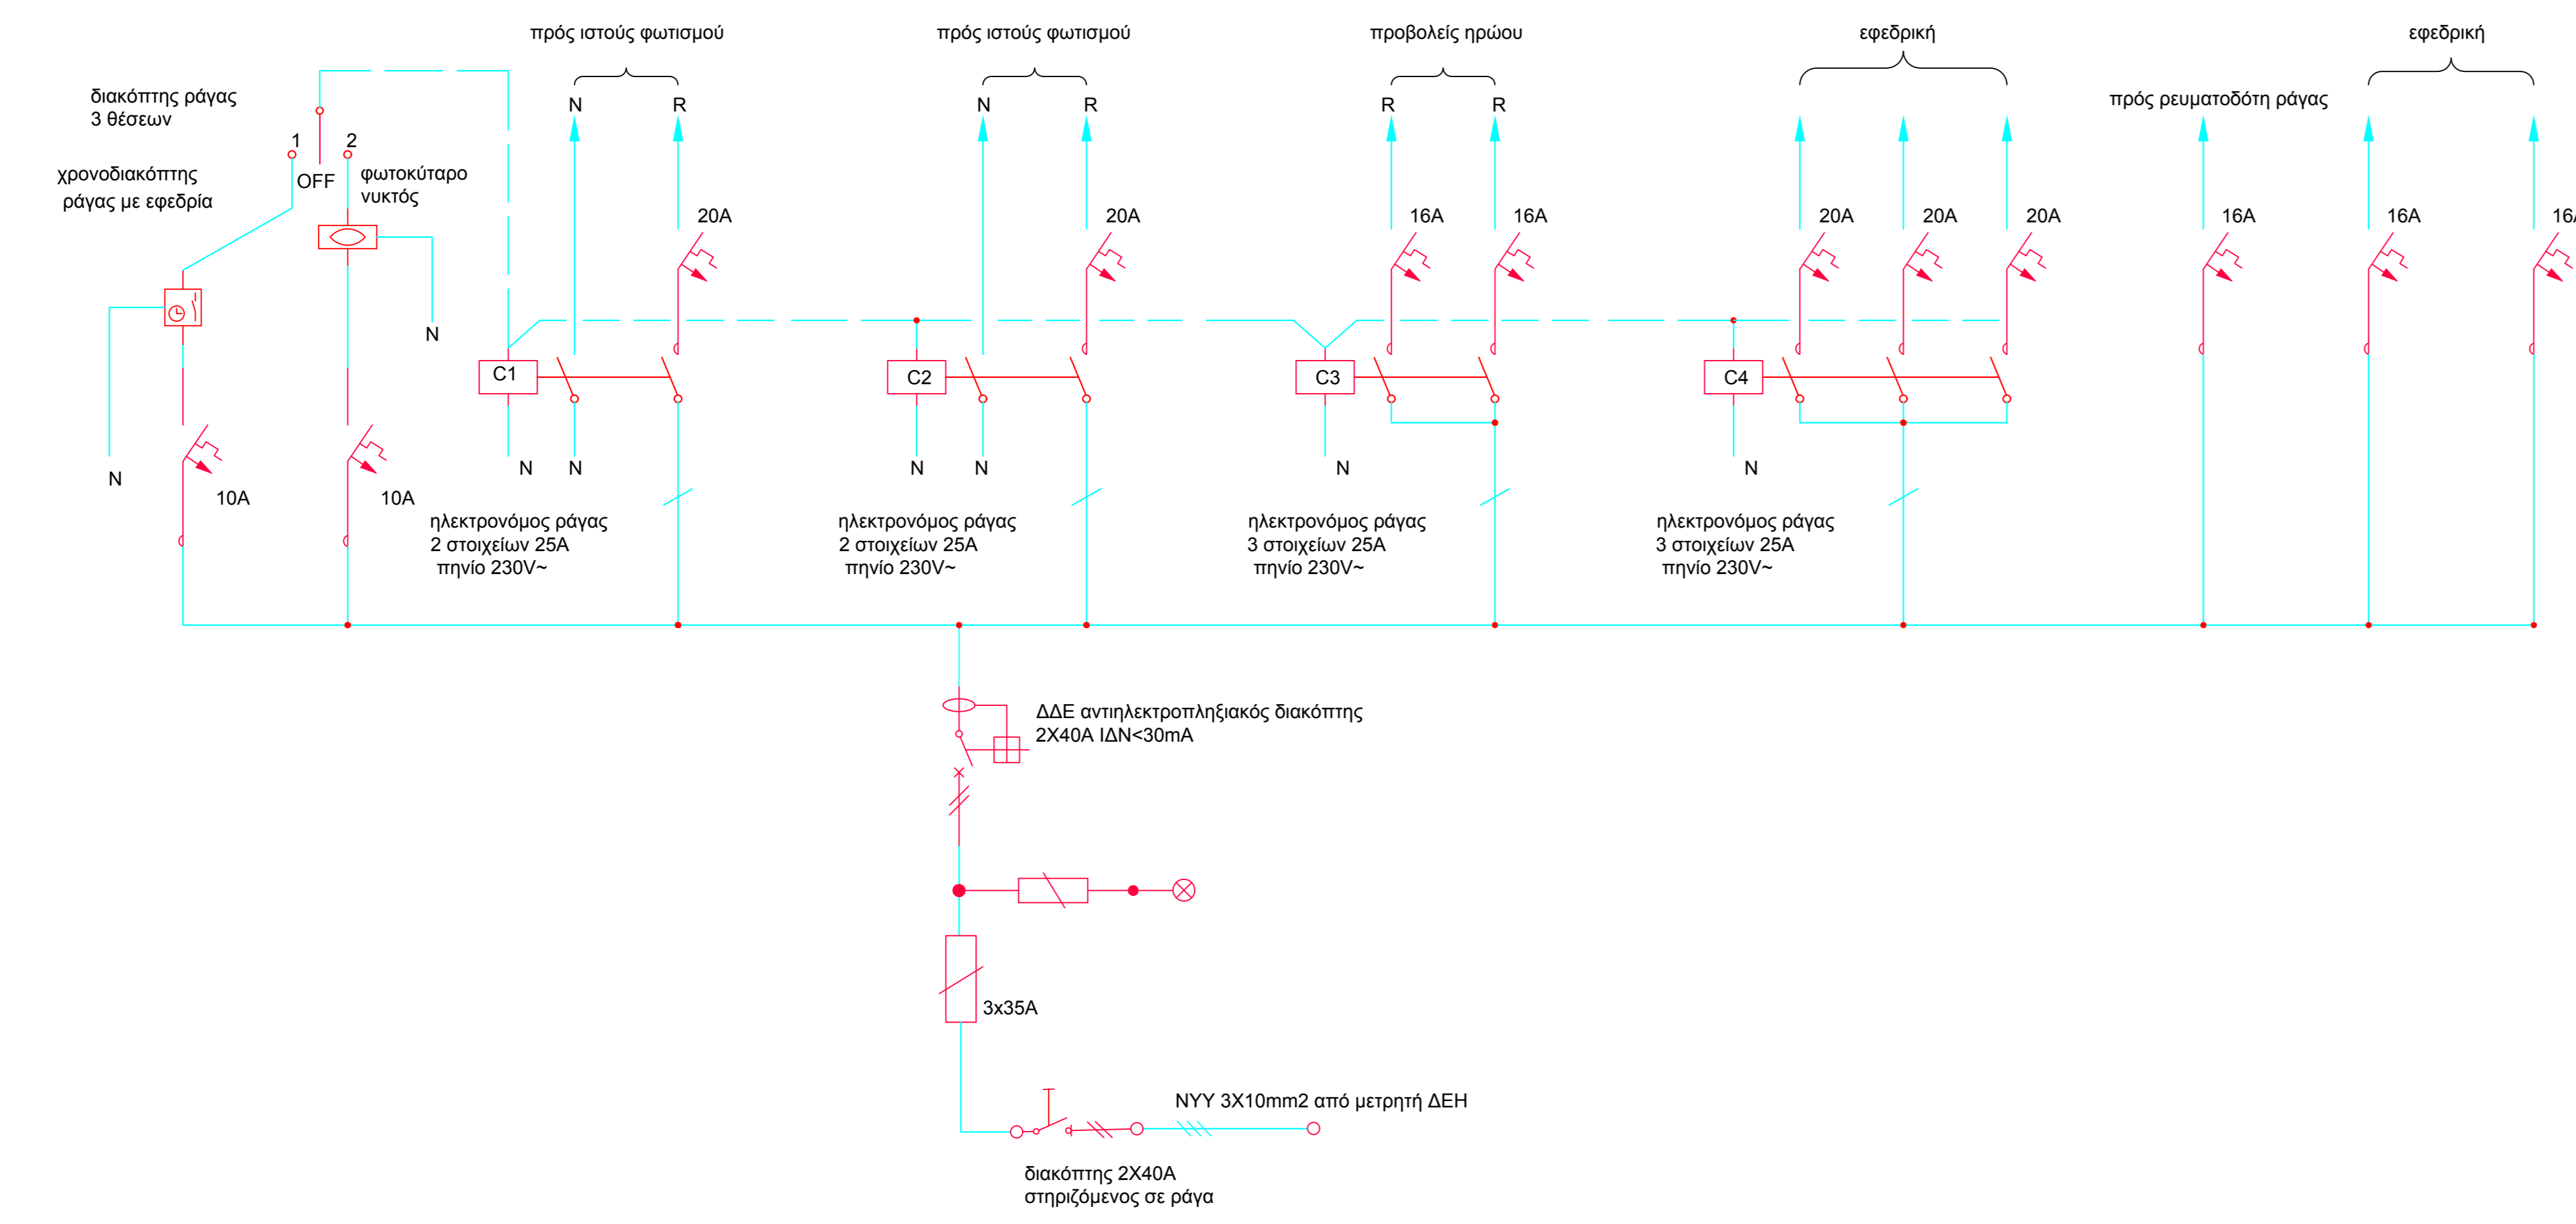 πρός ιστούς φωτισμού
πρός ιστούς φωτισμού
προβολείς ηρώου
εφεδρική
εφεδρική
διακόπτης ράγας
3 θέσεων
πρός ρευματοδότη ράγας
N
R
N
R
R
R
1
2
OFF
χρονοδιακόπτης
ράγας με εφεδρία
φωτοκύταρο
νυκτός
20A
20A
16A
16A
20A
20A
20A
16A
16A
16A
N
C1
C2
C3
C4
N
N
N
N
N
N
N
10A
10A
ηλεκτρονόμος ράγας
2 στοιχείων 25A
πηνίο 230V~
ηλεκτρονόμος ράγας
2 στοιχείων 25A
πηνίο 230V~
ηλεκτρονόμος ράγας
3 στοιχείων 25A
πηνίο 230V~
ηλεκτρονόμος ράγας
3 στοιχείων 25A
πηνίο 230V~
ΔΔΕ αντιηλεκτροπληξιακός διακόπτης
2X40A ΙΔΝ<30mA
3x35A
NYY 3X10mm2 από μετρητή ΔΕΗ
διακόπτης 2X40A
στηριζόμενος σε ράγα